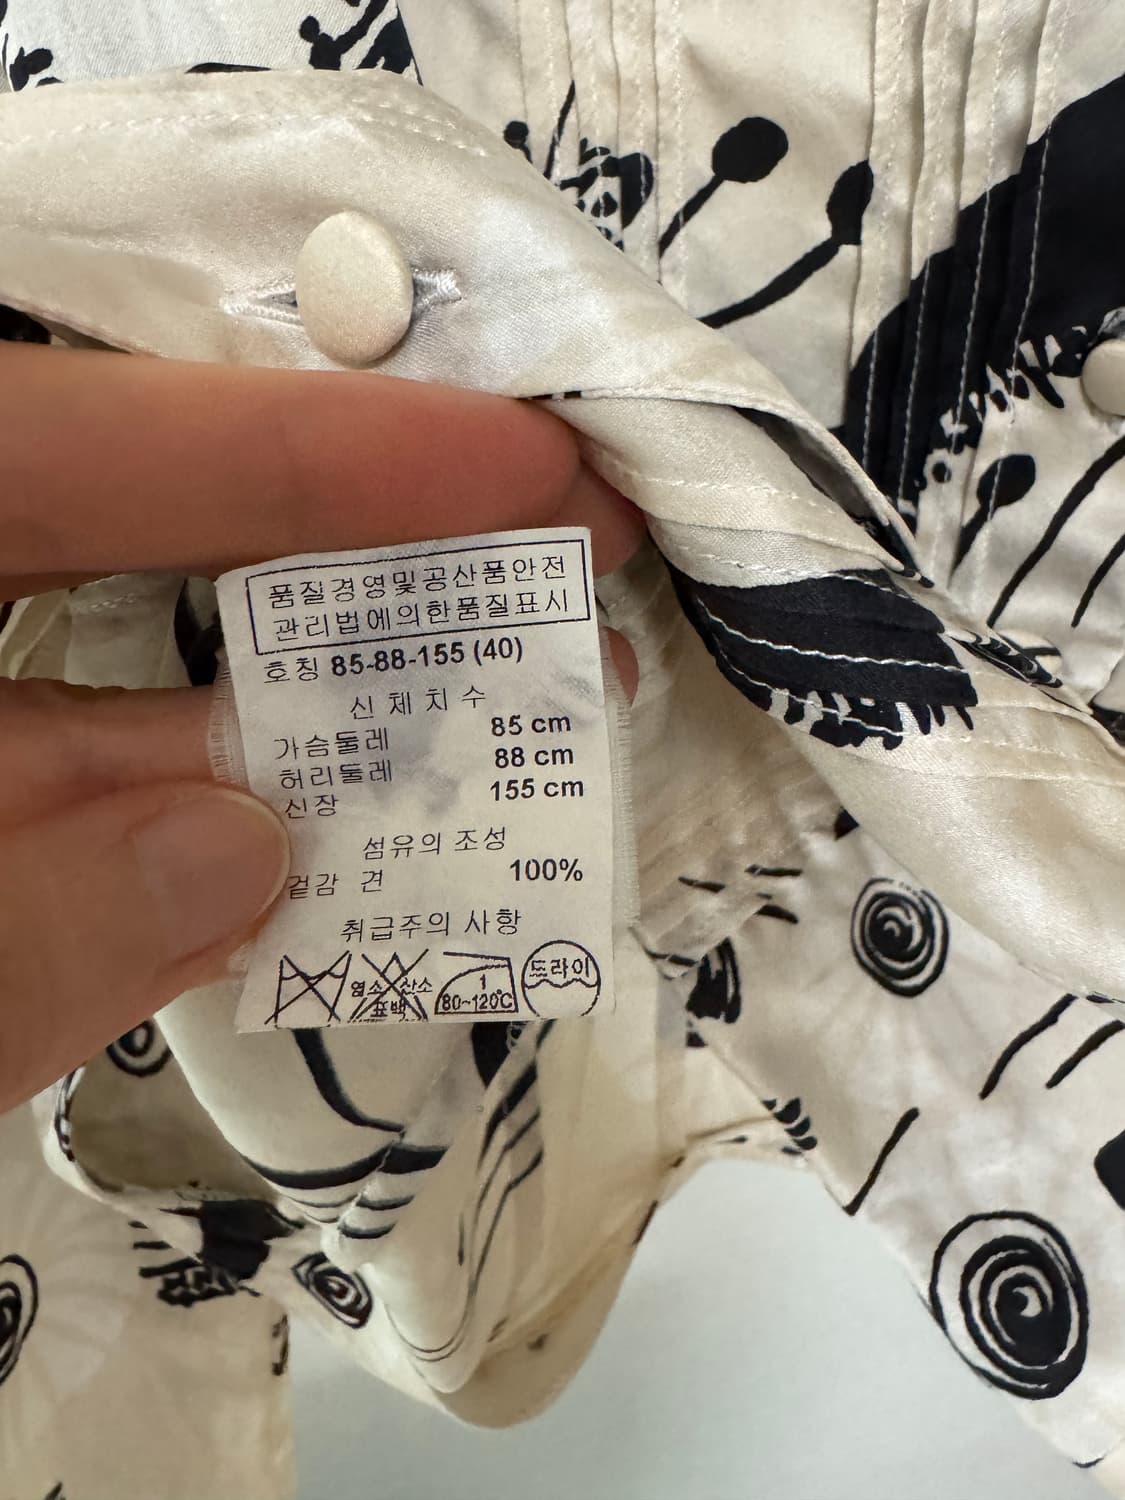 품질경영및공산품안전
관리법에의한품질표시
호칭 85-88-155 (40)
신 체 치 수
가슴둘레 85 cm
허리둘레 88 cm
신장 155 cm
섬유의 조성
겉감 견 100%
취급주의 사항
염소 산소
표백
1
80~120℃
드라이